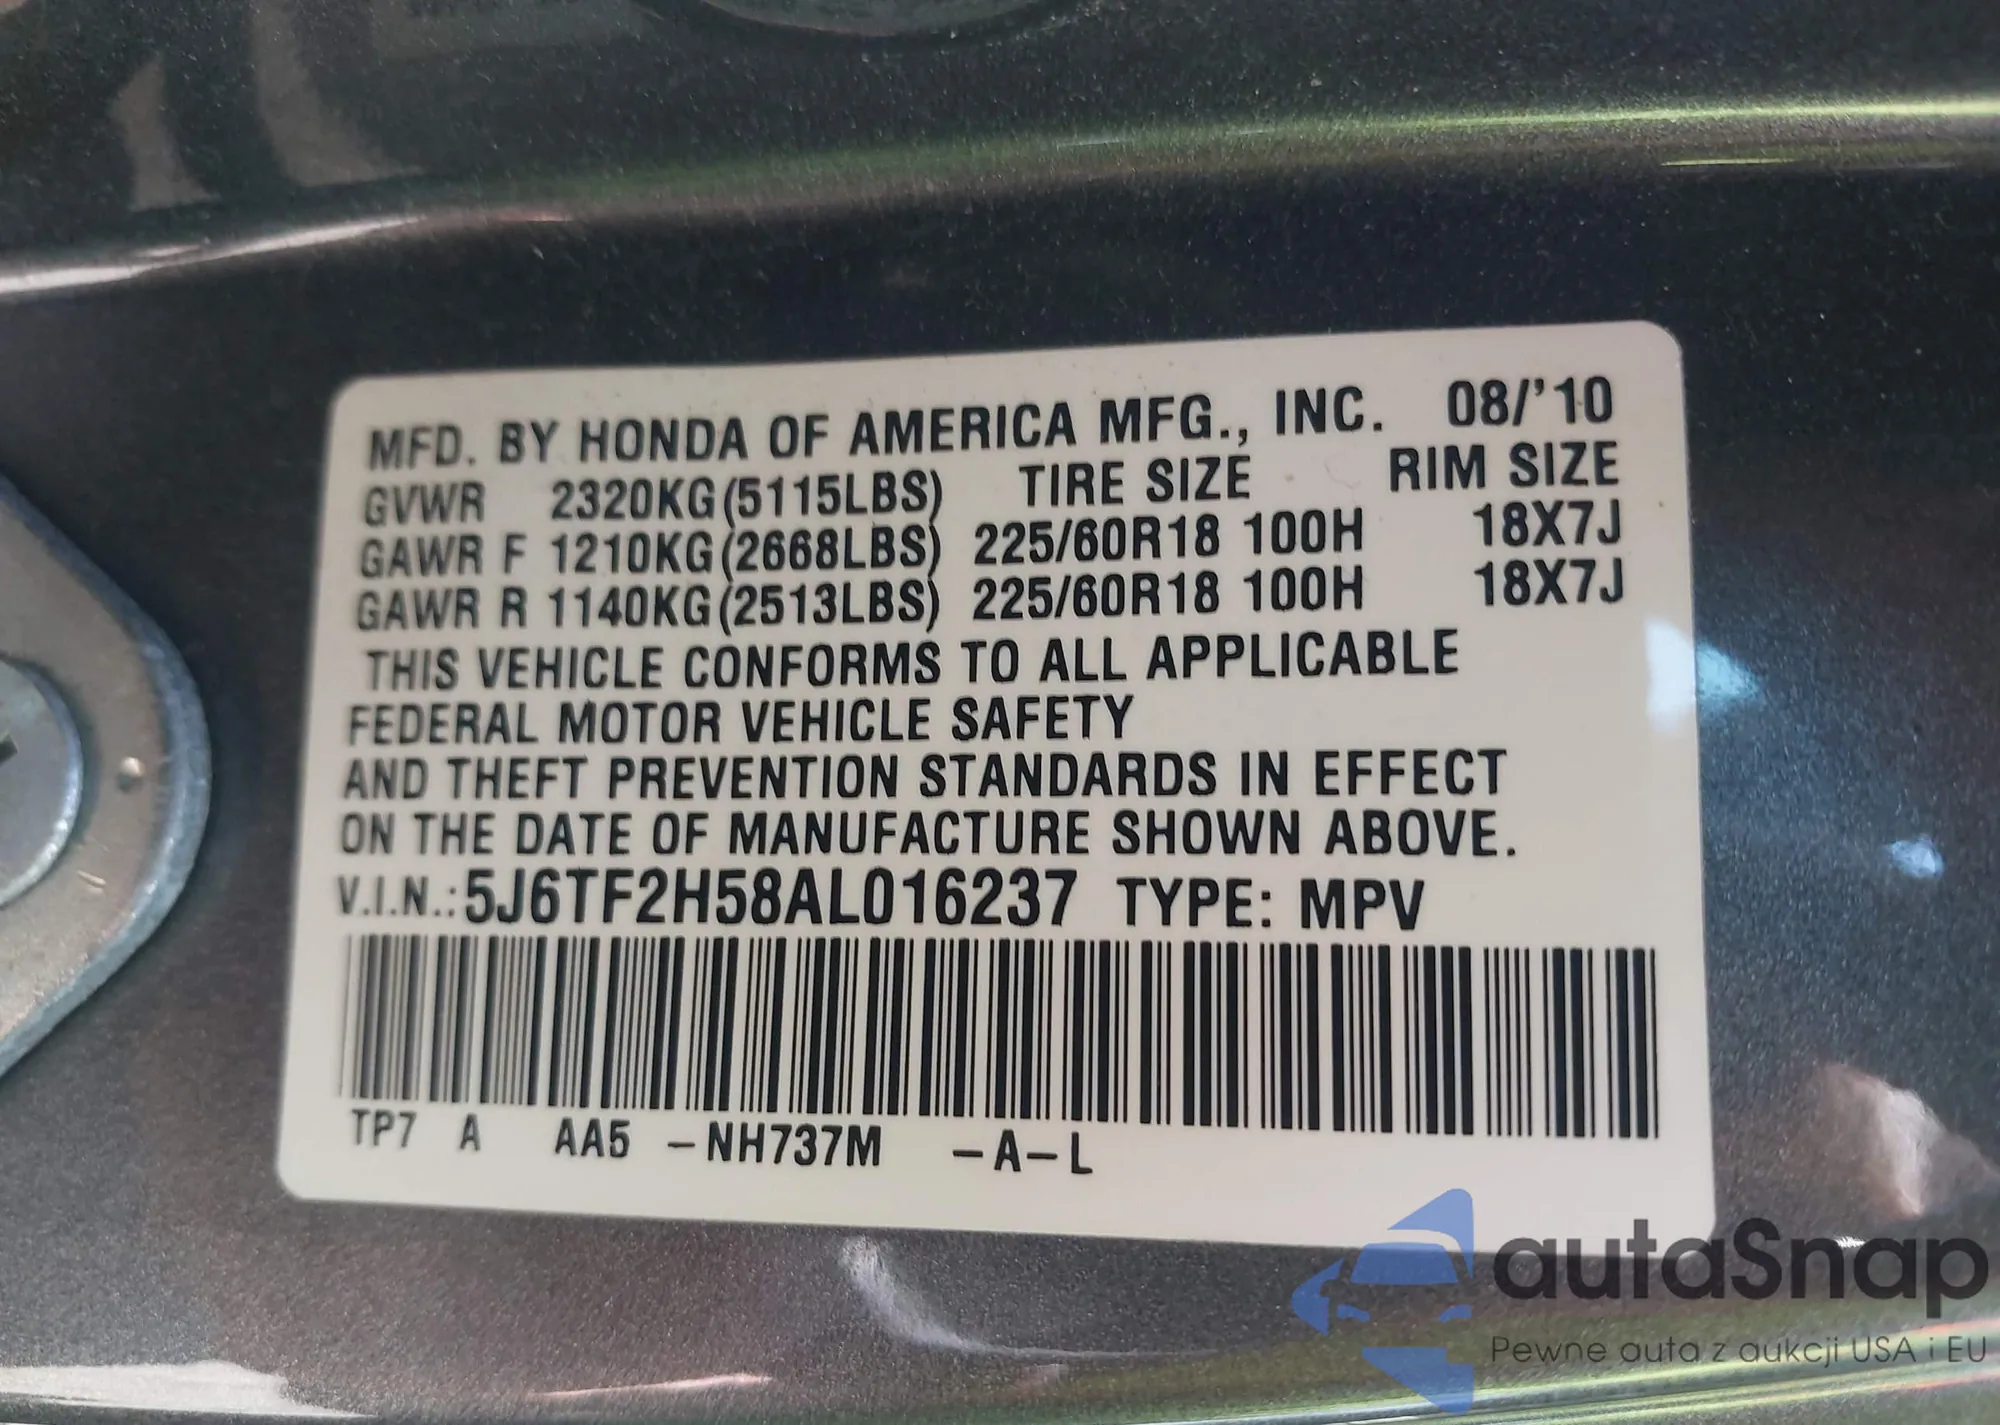 MFD. BY HONDA OF AMERICA MFG., INC. 08/'10
GVWR 2320KG(5115LBS) TIRE SIZE RIM SIZE
GAWR F 1210KG(2668LBS) 225/60R18 100H 18X7J
GAWR R 1140KG(2513LBS) 225/60R18 100H 18X7J
THIS VEHICLE CONFORMS TO ALL APPLICABLE
FEDERAL MOTOR VEHICLE SAFETY
AND THEFT PREVENTION STANDARDS IN EFFECT
ON THE DATE OF MANUFACTURE SHOWN ABOVE.
V.I.N.:5J6TF2H58AL016237 TYPE: MPV
TP7 A AA5 -NH737M -A-L
autaSnap
Pewne auta z aukcji USA i EU